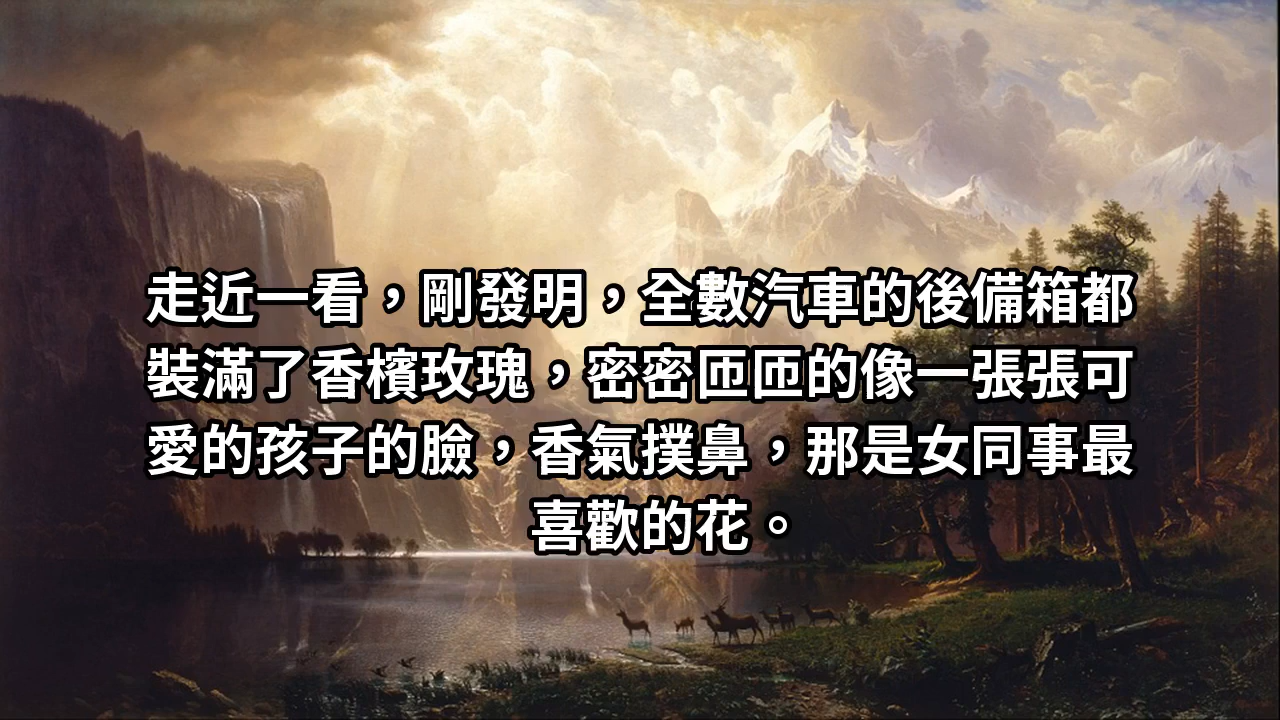 走近一看，剛發明，全數汽車的後備箱都
裝滿了香檳玫瑰，密密匝匝的像一張張可
愛的孩子的臉，香氣撲鼻，那是女同事最
喜歡的花。